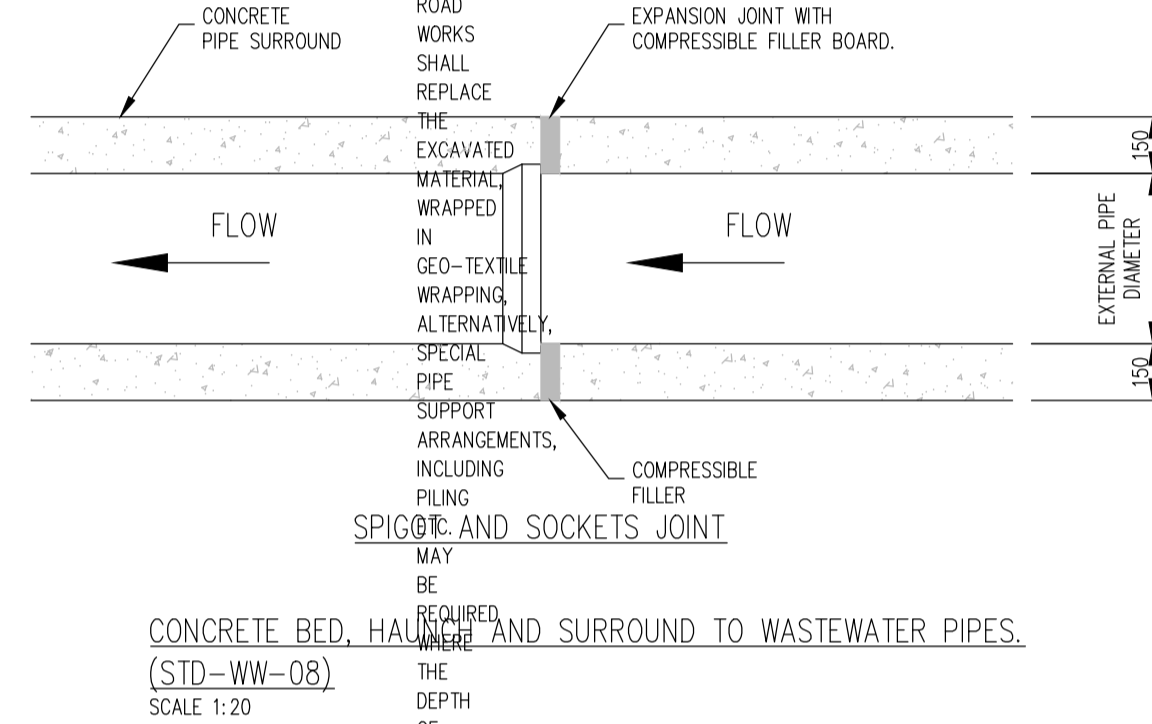 CONCRETE
PIPE SURROUND
EXPANSION JOINT WITH
COMPRESSIBLE FILLER BOARD.
ROAD
WORKS
SHALL
REPLACE
THE
EXCAVATED
MATERIAL,
WRAPPED
IN
GEO-TEXTILE
WRAPPING,
ALTERNATIVELY,
SPECIAL
PIPE
SUPPORT
ARRANGEMENTS,
INCLUDING
PILING
ETC.
MAY
BE
REQUIRED
WHERE
THE
DEPTH
OF
FLOW
FLOW
150
EXTERNAL PIPE
DIAMETER
150
COMPRESSIBLE
FILLER
SPIGOT AND SOCKETS JOINT
CONCRETE BED, HAUNCH AND SURROUND TO WASTEWATER PIPES.
(STD-WW-08)
SCALE 1:20